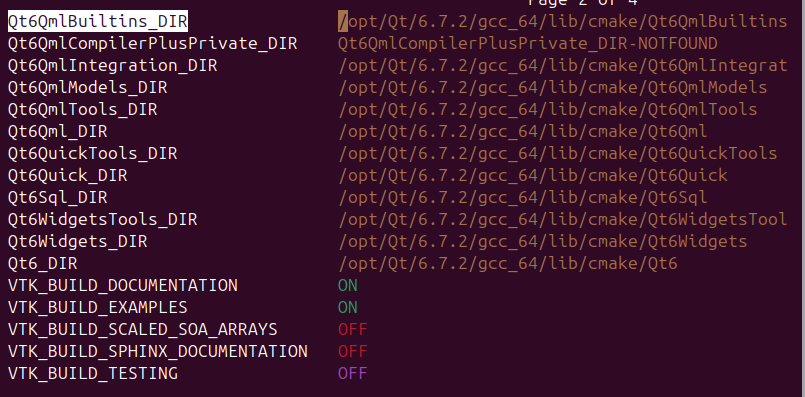 Page 2 of 4
Qt6QmlBuiltins_DIR /opt/Qt/6.7.2/gcc_64/lib/cmake/Qt6QmlBuiltins
Qt6QmlCompilerPlusPrivate_DIR Qt6QmlCompilerPlusPrivate_DIR-NOTFOUND
Qt6QmlIntegration_DIR /opt/Qt/6.7.2/gcc_64/lib/cmake/Qt6QmlIntegrat
Qt6QmlModels_DIR /opt/Qt/6.7.2/gcc_64/lib/cmake/Qt6QmlModels
Qt6QmlTools_DIR /opt/Qt/6.7.2/gcc_64/lib/cmake/Qt6QmlTools
Qt6Qml_DIR /opt/Qt/6.7.2/gcc_64/lib/cmake/Qt6Qml
Qt6QuickTools_DIR /opt/Qt/6.7.2/gcc_64/lib/cmake/Qt6QuickTools
Qt6Quick_DIR /opt/Qt/6.7.2/gcc_64/lib/cmake/Qt6Quick
Qt6Sql_DIR /opt/Qt/6.7.2/gcc_64/lib/cmake/Qt6Sql
Qt6WidgetsTools_DIR /opt/Qt/6.7.2/gcc_64/lib/cmake/Qt6WidgetsTool
Qt6Widgets_DIR /opt/Qt/6.7.2/gcc_64/lib/cmake/Qt6Widgets
Qt6_DIR /opt/Qt/6.7.2/gcc_64/lib/cmake/Qt6
VTK_BUILD_DOCUMENTATION ON
VTK_BUILD_EXAMPLES ON
VTK_BUILD_SCALED_SOA_ARRAYS OFF
VTK_BUILD_SPHINX_DOCUMENTATION OFF
VTK_BUILD_TESTING OFF